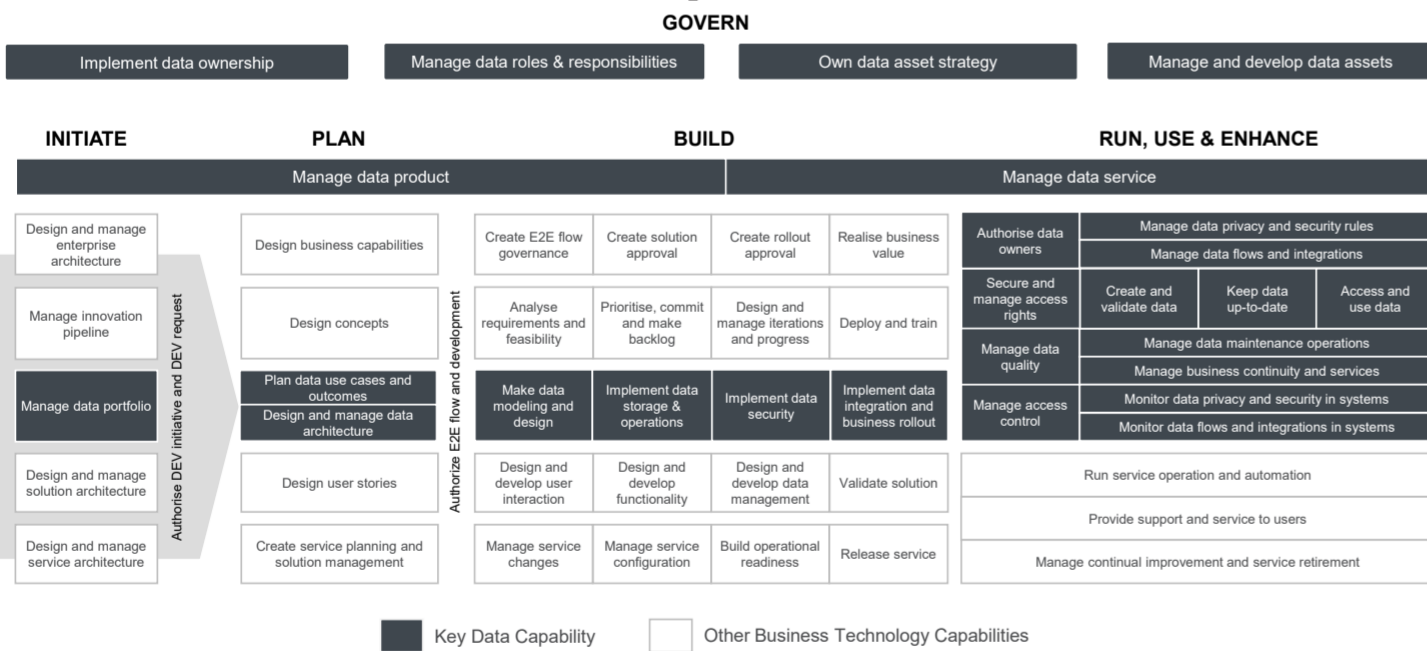 GOVERN
Implement data ownership
Manage data roles & responsibilities
Own data asset strategy
Manage and develop data assets
INITIATE
PLAN
BUILD
RUN, USE & ENHANCE
Manage data product
Manage data service
Design and manage
enterprise
architecture
Manage innovation
pipeline
Manage data portfolio
Design and manage
solution architecture
Design and manage
service architecture
Authorise DEV initiative and DEV request
Design business capabilities
Design concepts
Plan data use cases and
outcomes
Design and manage data
architecture
Design user stories
Create service planning and
solution management
Authorize E2E flow and development
Create E2E flow
governance
Create solution
approval
Create rollout
approval
Realise business
value
Analyse
requirements and
feasibility
Prioritise, commit
and make
backlog
Design and
manage iterations
and progress
Deploy and train
Make data
modeling and
design
Implement data
storage &
operations
Implement data
security
Implement data
integration and
business rollout
Design and
develop user
interaction
Design and
develop
functionality
Design and
develop data
management
Validate solution
Manage service
changes
Manage service
configuration
Build operational
readiness
Release service
Authorise data
owners
Manage data privacy and security rules
Manage data flows and integrations
Secure and
manage access
rights
Create and
validate data
Keep data
up-to-date
Access and
use data
Manage data
quality
Manage data maintenance operations
Manage business continuity and services
Manage access
control
Monitor data privacy and security in systems
Monitor data flows and integrations in systems
Run service operation and automation
Provide support and service to users
Manage continual improvement and service retirement
Key Data Capability
Other Business Technology Capabilities